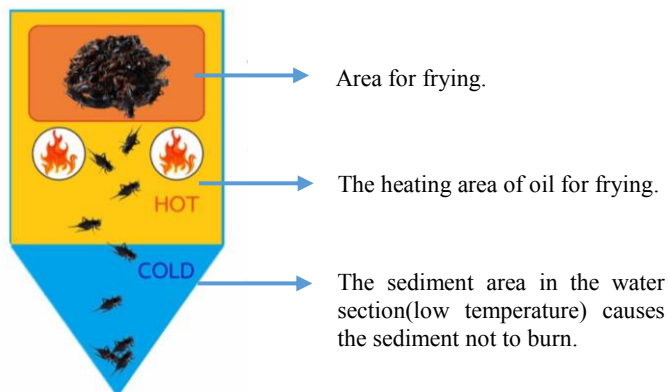 Area for frying.
The heating area of oil for frying.
HOT
COLD
The sediment area in the water
section(low temperature) causes
the sediment not to burn.